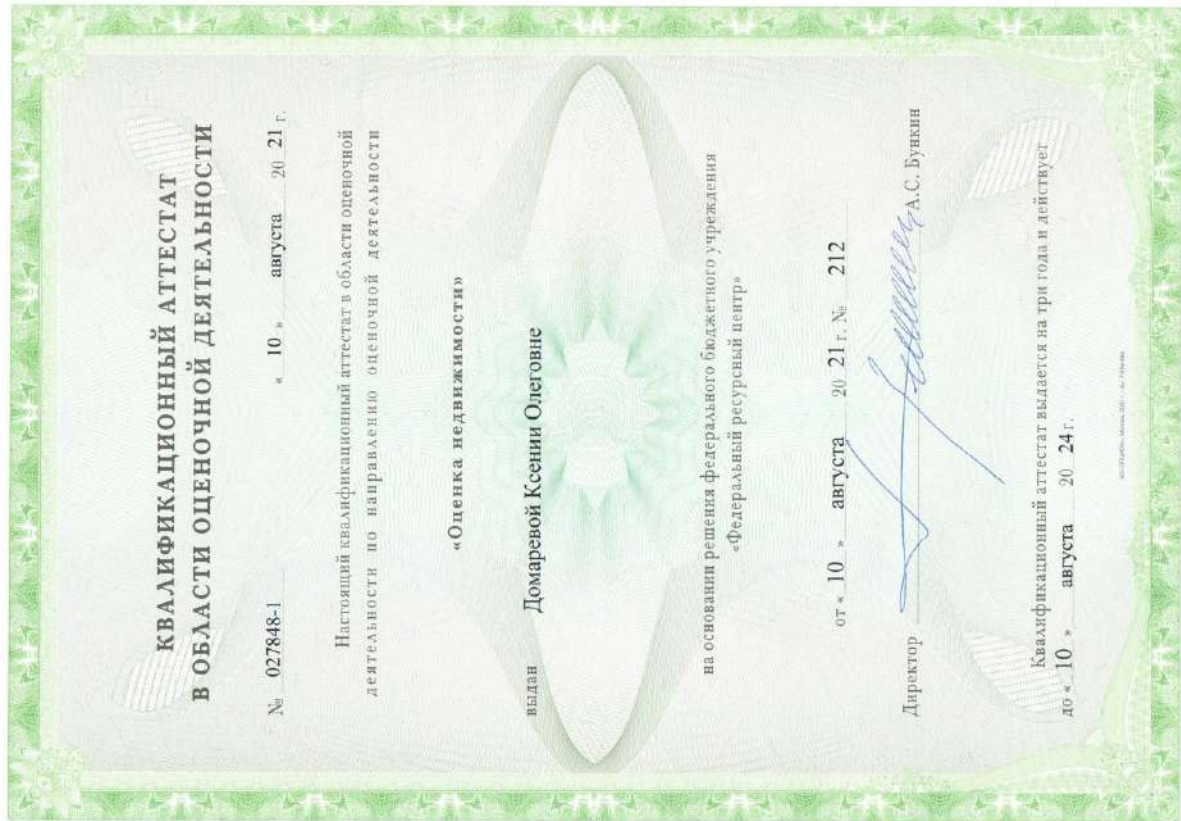 КВАЛИФИКАЦИОННЫЙ АТТЕСТАТ
В ОБЛАСТИ ОЦЕНОЧНОЙ ДЕЯТЕЛЬНОСТИ
№ 027848-1 « 10 » августа 20 21 г.
Настоящий квалификационный аттестат в области оценочной
деятельности по направлению оценочной деятельности
«Оценка недвижимости»
выдан Домаревой Ксении Олеговне
на основании решения федерального бюджетного учреждения
«Федеральный ресурсный центр»
от « 10 » августа 20 21 г. № 212
Директор А.С. Бункин
Квалификационный аттестат выдается на три года и действует
до « 10 » августа 20 24 г.